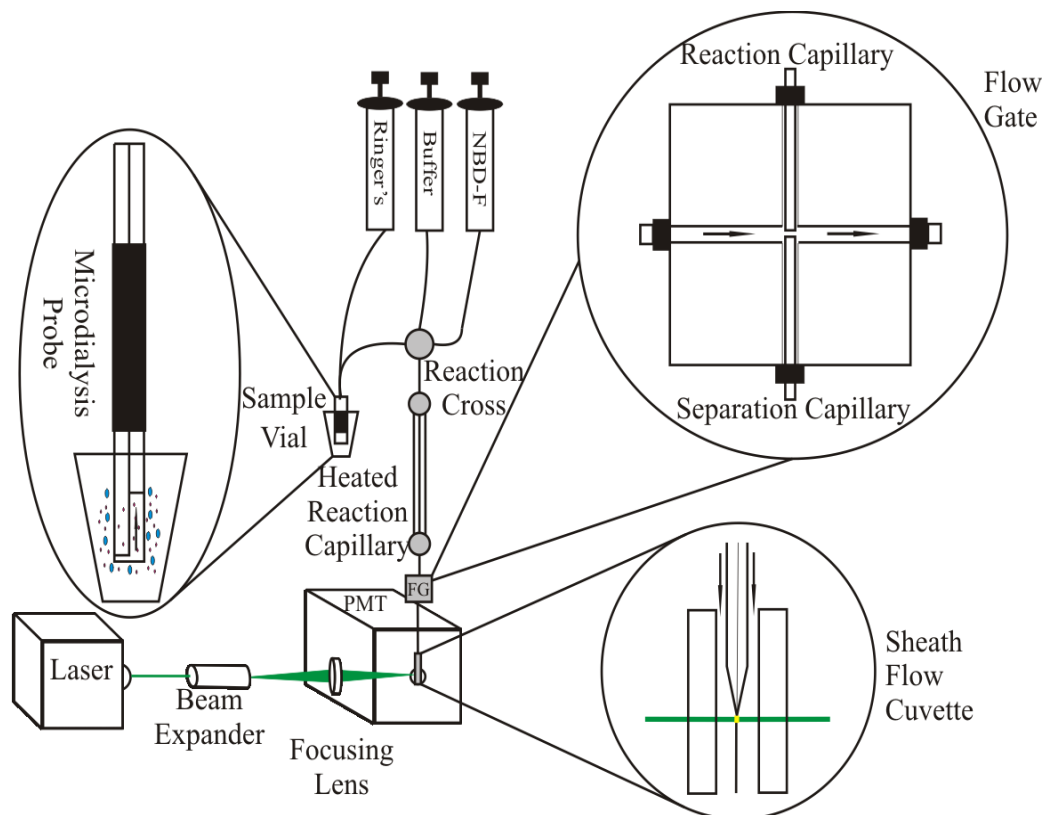 Reaction Capillary
Flow
Gate
Ringer's
Buffer
NBD-F
Microdialysis
Probe
Reaction
Cross
Sample
Vial
Separation Capillary
Heated
Reaction
Capillary
FG
PMT
Laser
Beam
Expander
Focusing
Lens
Sheath
Flow
Cuvette